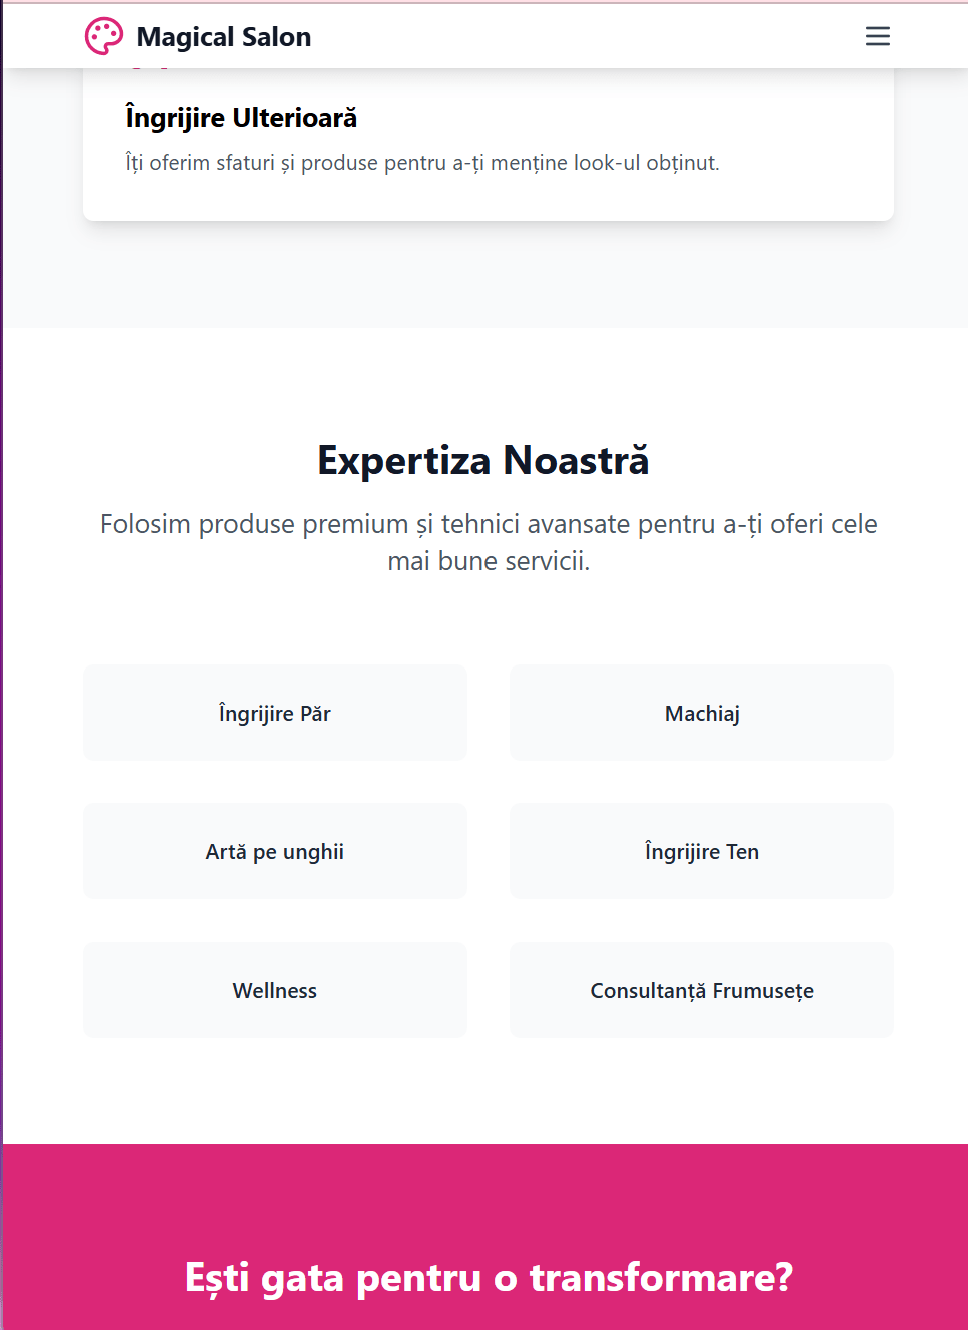 Magical Salon
Îngrijire Ulterioară
Îți oferim sfaturi și produse pentru a-ți menține look-ul obținut.
Expertiza Noastră
Folosim produse premium și tehnici avansate pentru a-ți oferi cele
mai bune servicii.
Îngrijire Păr
Machiaj
Artă pe unghii
Îngrijire Ten
Wellness
Consultanță Frumusețe
Ești gata pentru o transformare?